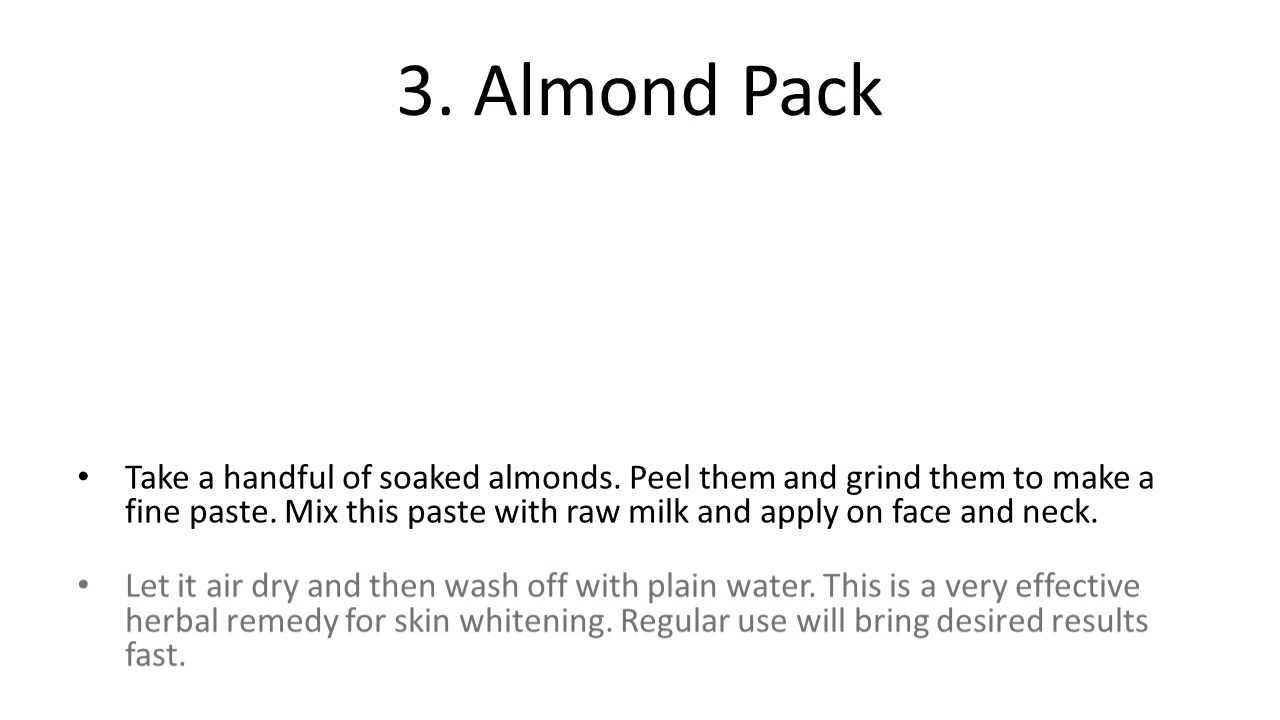 3. Almond Pack
• Take a handful of soaked almonds. Peel them and grind them to make a
fine paste. Mix this paste with raw milk and apply on face and neck.
• Let it air dry and then wash off with plain water. This is a very effective
herbal remedy for skin whitening. Regular use will bring desired results
fast.